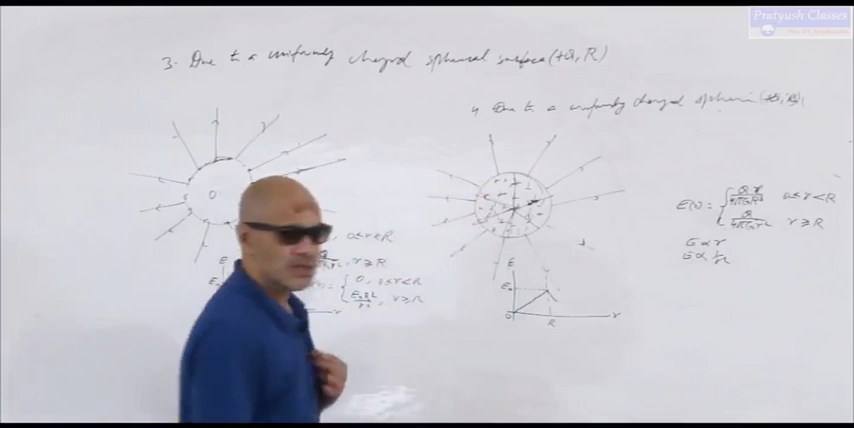 Pratyush Classes
3. Due to a uniformly charged spherical surface (+Q, R)
4. Due to a uniformly charged sphere
0 ≤ r < R
r ≥ R
0, 0 ≤ r < R
r ≥ R
E
r
E
E₀
0
R
r
E(r) = { Qr/4πε₀R³ 0 ≤ r < R
Q/4πε₀r² r ≥ R
E ∝ r
E ∝ 1/r²